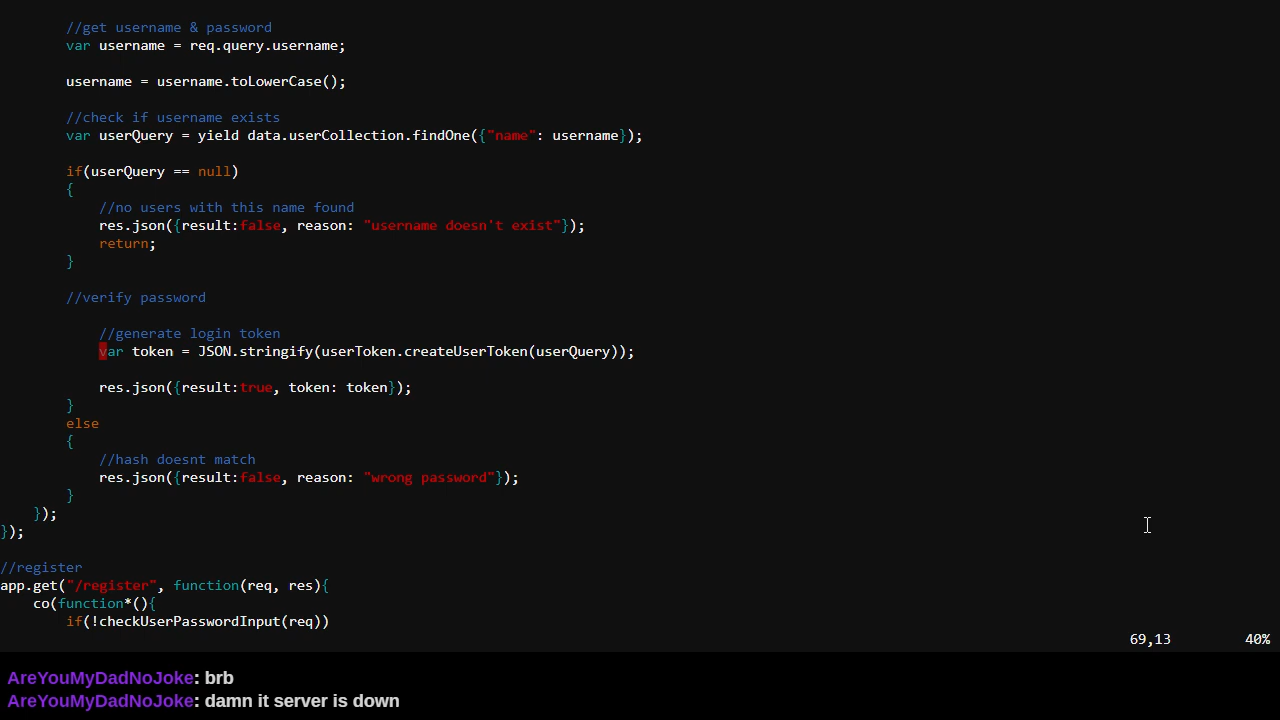 //get username & password
var username = req.query.username;
username = username.toLowerCase();
//check if username exists
var userQuery = yield data.userCollection.findOne({"name": username});
if(userQuery == null)
{
//no users with this name found
res.json({result:false, reason: "username doesn't exist"});
return;
}
//verify password
//generate login token
var token = JSON.stringify(userToken.createUserToken(userQuery));
res.json({result:true, token: token});
}
else
{
//hash doesnt match
res.json({result:false, reason: "wrong password"});
}
});
});
//register
app.get("/register", function(req, res){
co(function*(){
if(!checkUserPasswordInput(req))
69,13 40%
AreYouMyDadNoJoke: brb
AreYouMyDadNoJoke: damn it server is down